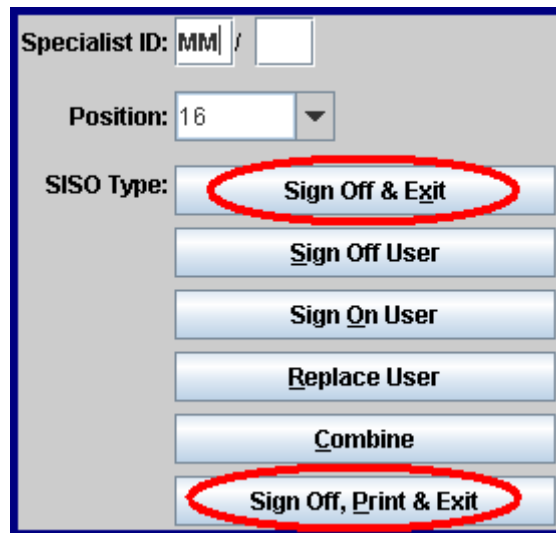 Specialist ID: MM /
Position: 16
SISO Type: Sign Off & Exit
Sign Off User
Sign On User
Replace User
Combine
Sign Off, Print & Exit